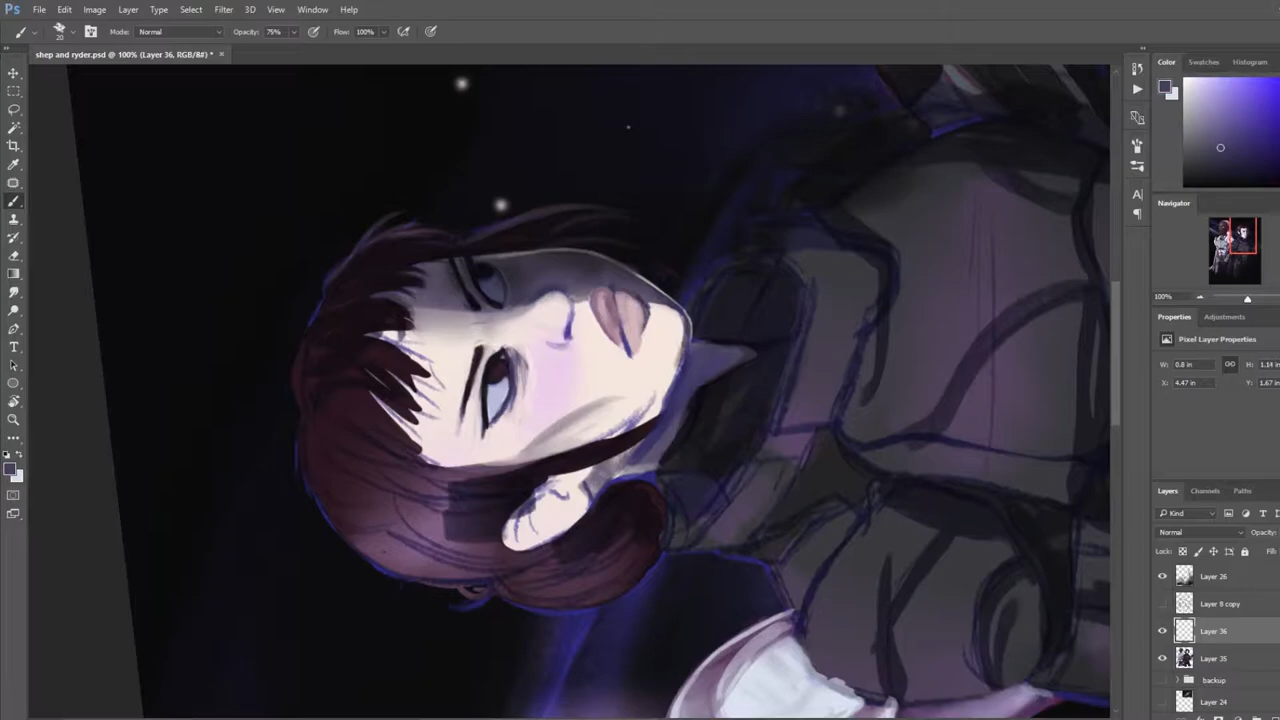 Ps File Edit Image Layer Type Select Filter 3D View Window Help
20 Mode: Normal Opacity: 75% Flow: 100%
shep and ryder.psd @ 100% (Layer 36, RGB/8#) * ×
Color Swatches Histogram
Navigator
100%
Properties Adjustments
Pixel Layer Properties
W: 0.8 in GO H: 1.14 in
X: 4.47 in Y: 1.67 in
Layers Channels Paths
Kind
Normal Opacity:
Lock:
Layer 26
Layer 8 copy
Layer 36
Layer 35
backup
Layer 24